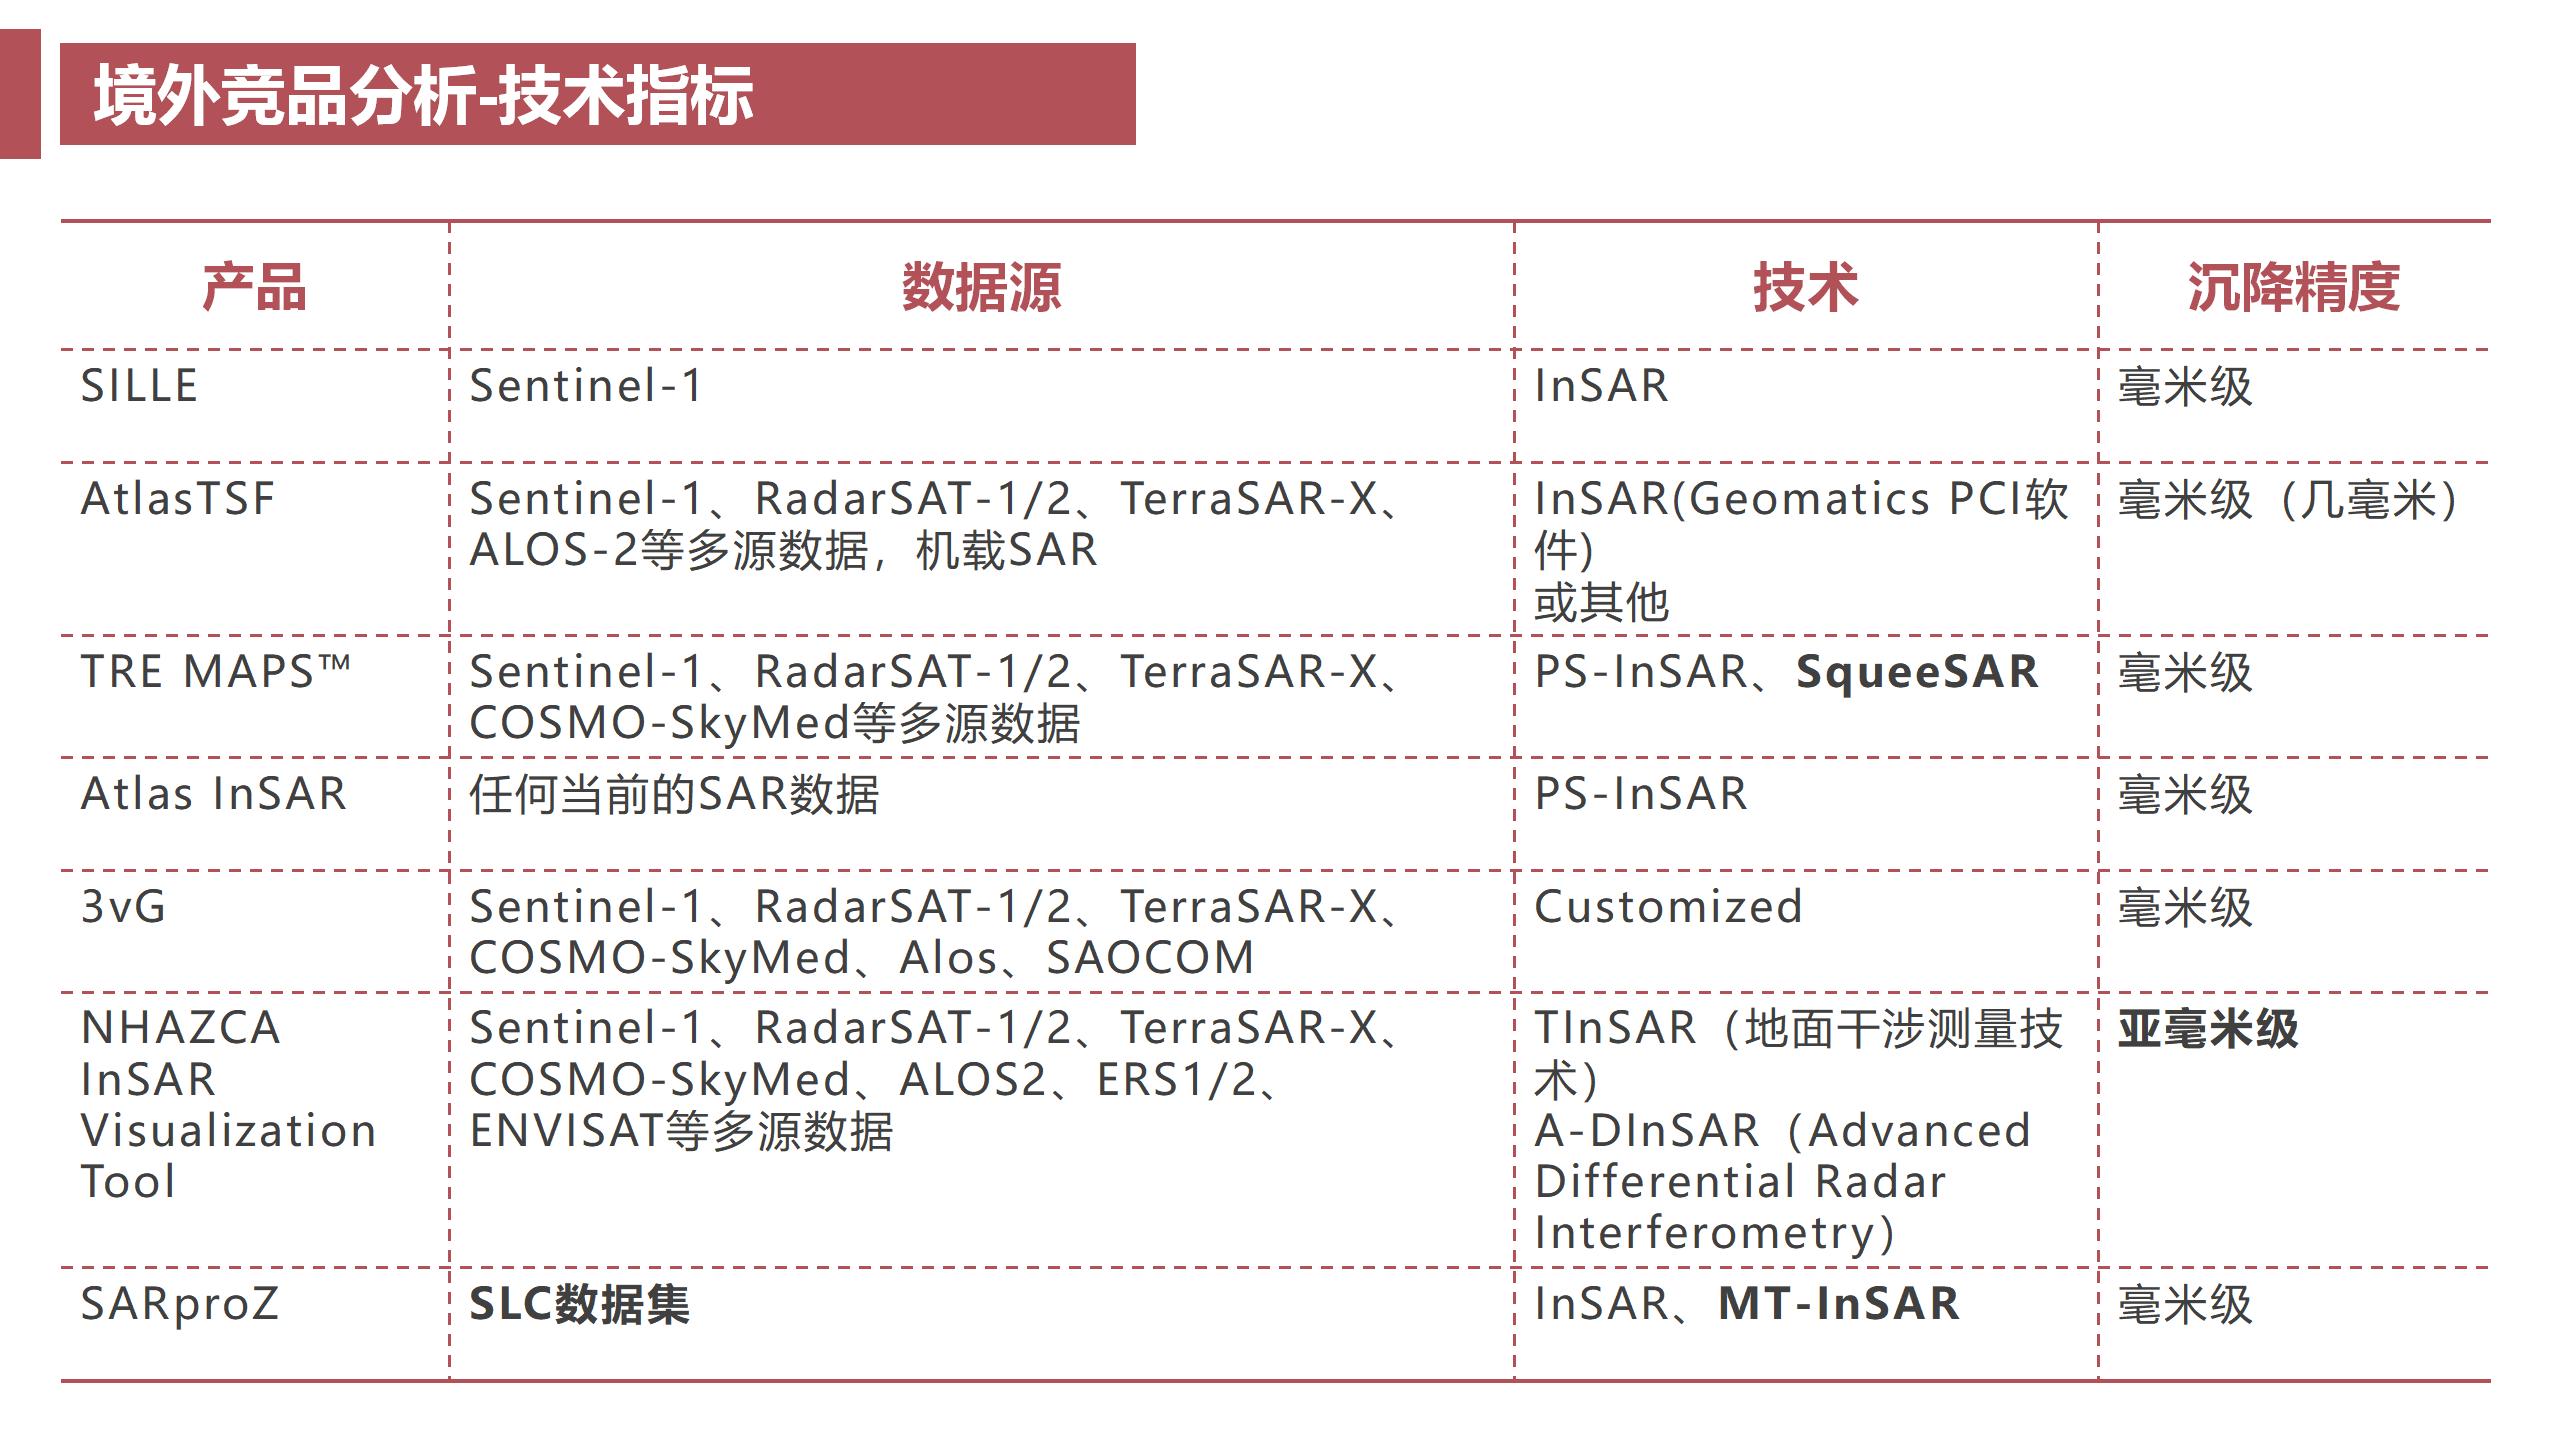 境外竞品分析-技术指标
产品
数据源
技术
沉降精度
SILLE
Sentinel-1
InSAR
毫米级
AtlasTSF
Sentinel-1、RadarSAT-1/2、TerraSAR-X、
ALOS-2等多源数据，机载SAR
InSAR(Geomatics PCI软
件)
或其他
毫米级（几毫米）
TRE MAPS™
Sentinel-1、RadarSAT-1/2、TerraSAR-X、
COSMO-SkyMed等多源数据
PS-InSAR、SqueeSAR
毫米级
Atlas InSAR
任何当前的SAR数据
PS-InSAR
毫米级
3vG
Sentinel-1、RadarSAT-1/2、TerraSAR-X、
COSMO-SkyMed、Alos、SAOCOM
Customized
毫米级
NHAZCA
InSAR
Visualization
Tool
Sentinel-1、RadarSAT-1/2、TerraSAR-X、
COSMO-SkyMed、ALOS2、ERS1/2、
ENVISAT等多源数据
TInSAR（地面干涉测量技
术）
A-DInSAR（Advanced
Differential Radar
Interferometry）
亚毫米级
SARproZ
SLC数据集
InSAR、MT-InSAR
毫米级